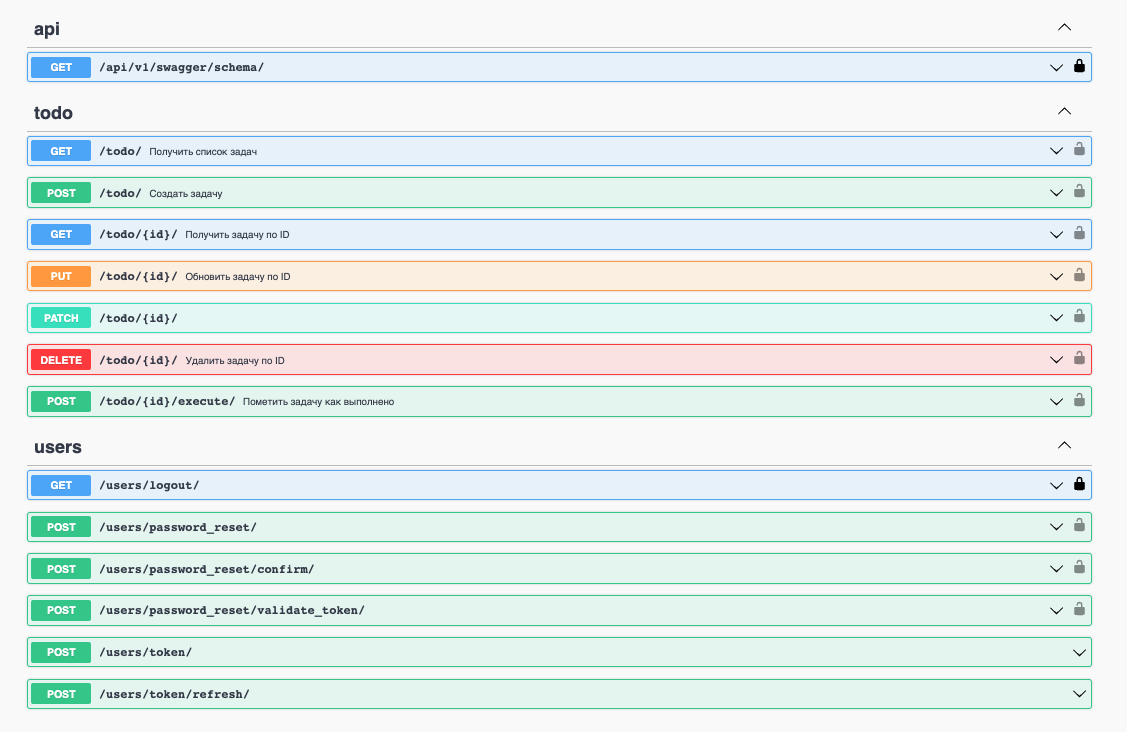 api
GET /api/v1/swagger/schema/
todo
GET /todo/ Получить список задач
POST /todo/ Создать задачу
GET /todo/{id}/ Получить задачу по ID
PUT /todo/{id}/ Обновить задачу по ID
PATCH /todo/{id}/
DELETE /todo/{id}/ Удалить задачу по ID
POST /todo/{id}/execute/ Пометить задачу как выполнено
users
GET /users/logout/
POST /users/password_reset/
POST /users/password_reset/confirm/
POST /users/password_reset/validate_token/
POST /users/token/
POST /users/token/refresh/